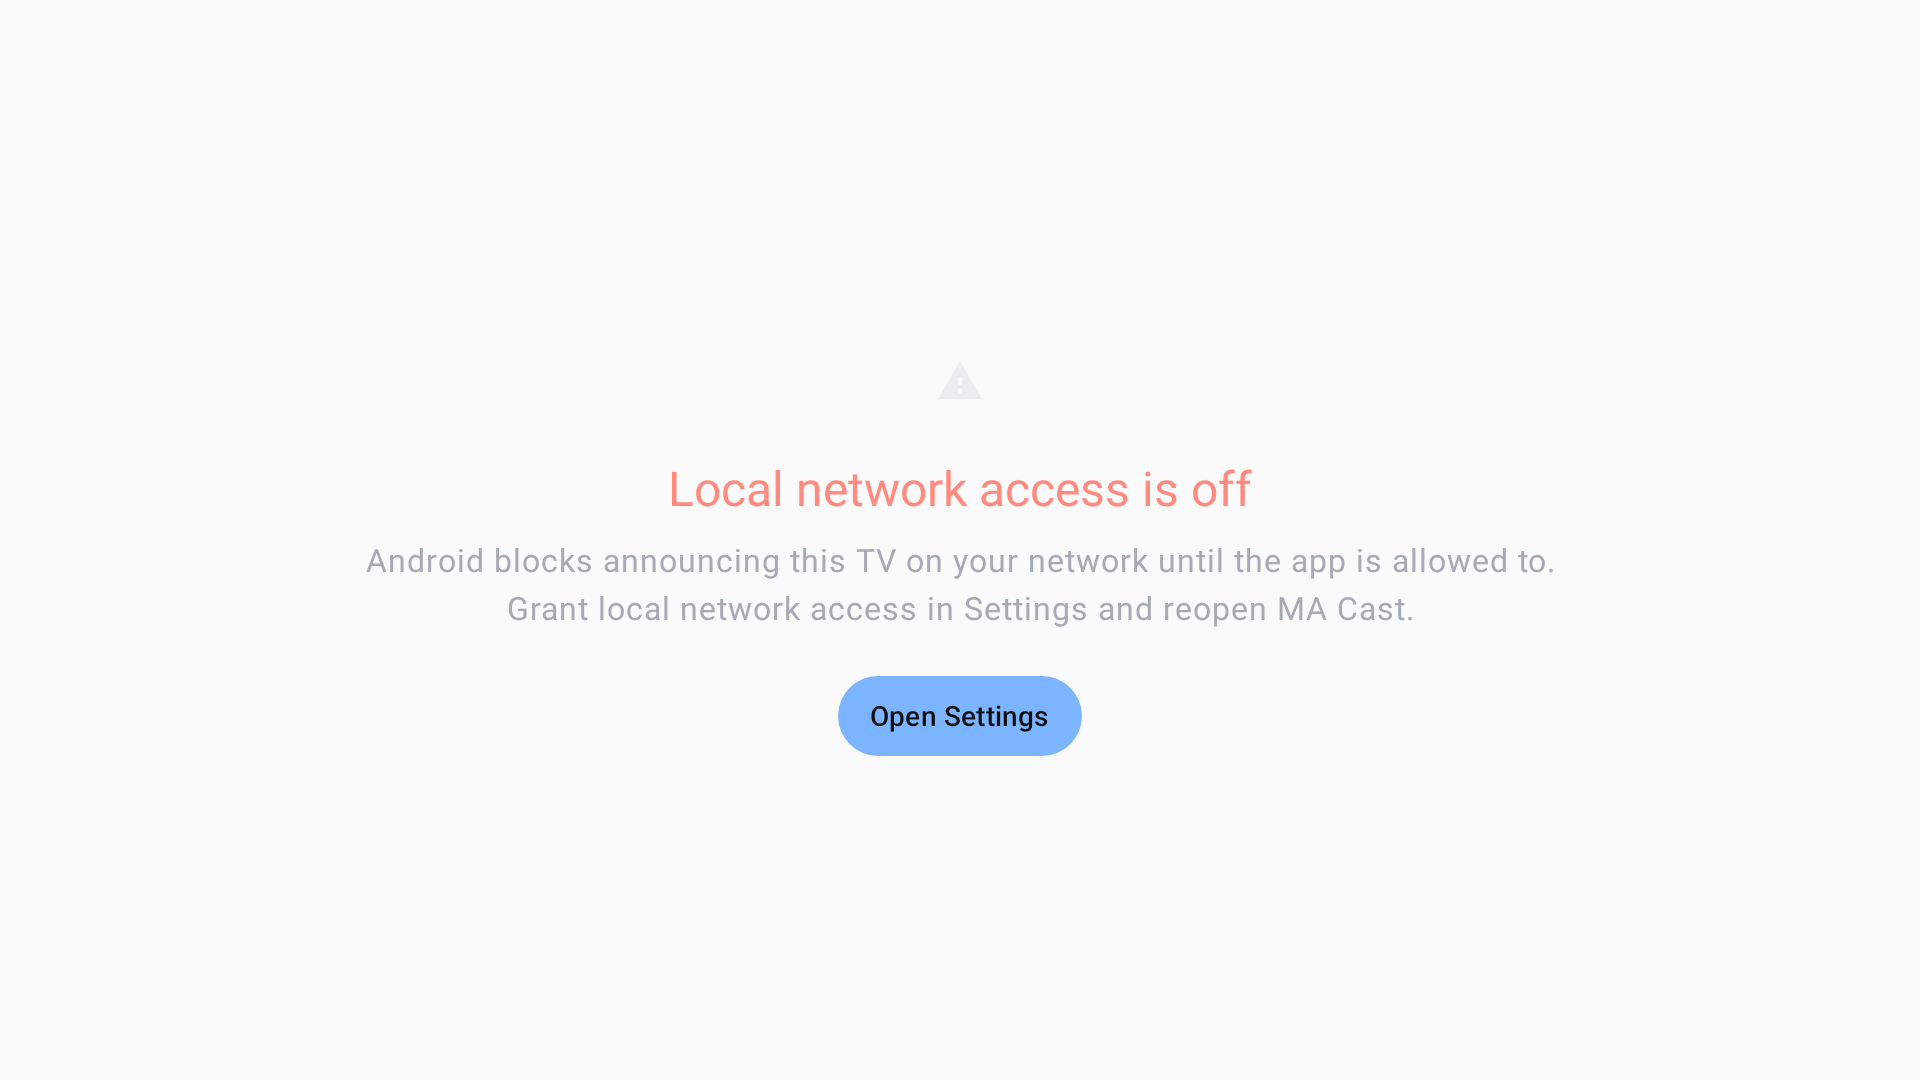 Local network access is off
Android blocks announcing this TV on your network until the app is allowed to.
Grant local network access in Settings and reopen MA Cast.
Open Settings